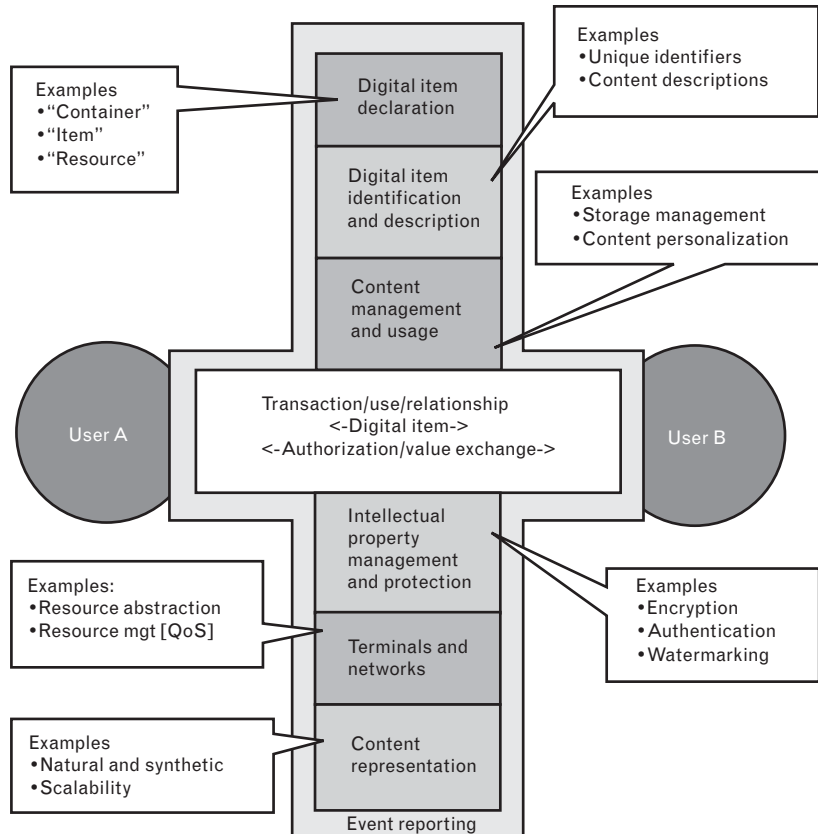 Examples
•Unique identifiers
•Content descriptions
Examples
•“Container”
•“Item”
•“Resource”
Digital item
declaration
Digital item
identification
and description
Examples
•Storage management
•Content personalization
Content
management
and usage
User A
Transaction/use/relationship
<-Digital item->
<-Authorization/value exchange->
User B
Intellectual
property
management
and protection
Examples:
•Resource abstraction
•Resource mgt [QoS]
Examples
•Encryption
•Authentication
•Watermarking
Terminals and
networks
Examples
•Natural and synthetic
•Scalability
Content
representation
Event reporting